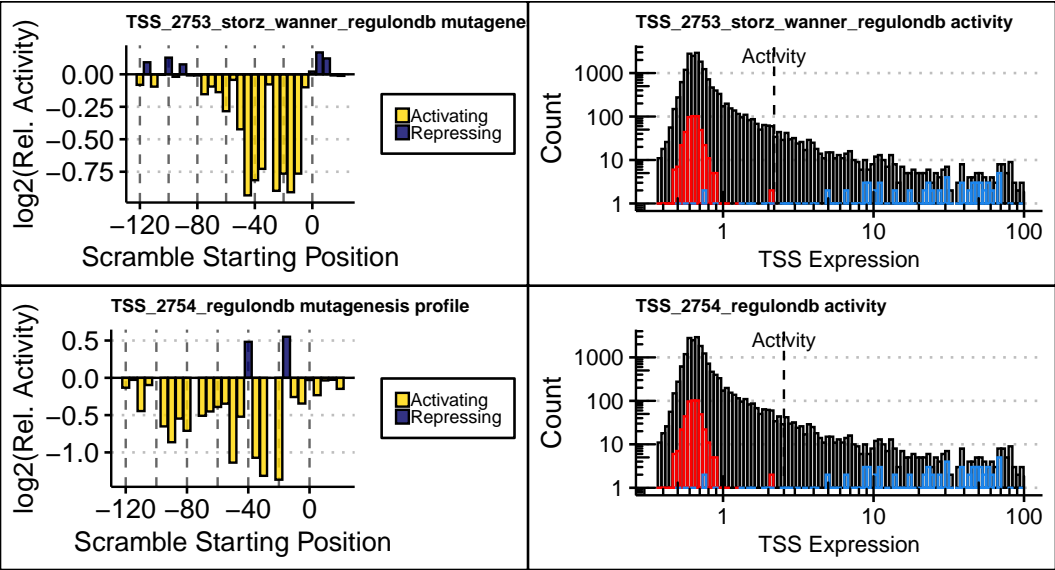 TSS_2753_storz_wanner_regulondb mutagene
log2(Rel. Activity)
0.00
−0.25
−0.50
−0.75
−120 −80 −40 0
Scramble Starting Position
Activating
Repressing
TSS_2753_storz_wanner_regulondb activity
Count
1000
100
10
1
Activity
1 10 100
TSS Expression
TSS_2754_regulondb mutagenesis profile
log2(Rel. Activity)
0.5
0.0
−0.5
−1.0
−120 −80 −40 0
Scramble Starting Position
Activating
Repressing
TSS_2754_regulondb activity
Count
1000
100
10
1
Activity
1 10 100
TSS Expression